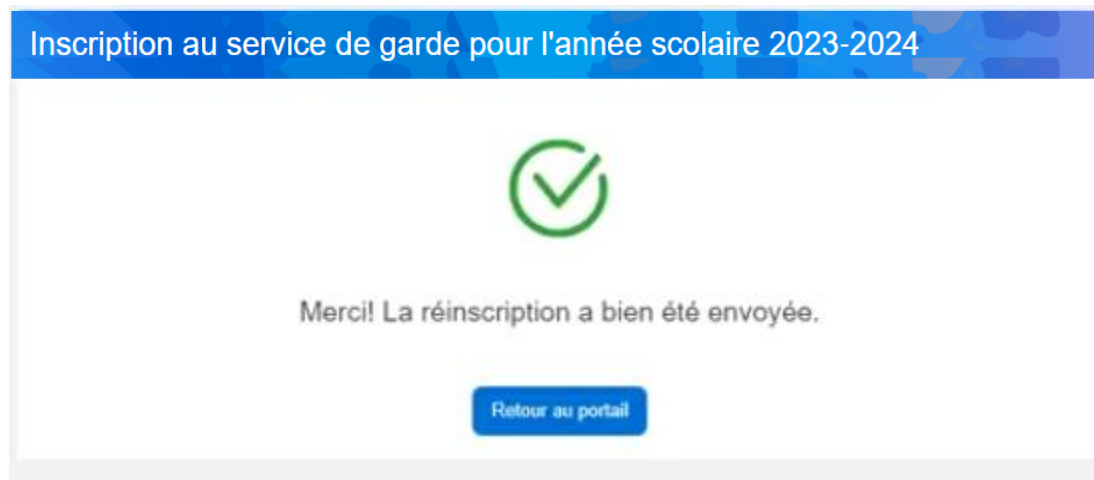 Inscription au service de garde pour l'année scolaire 2023-2024
Merci! La réinscription a bien été envoyée.
Retour au portail